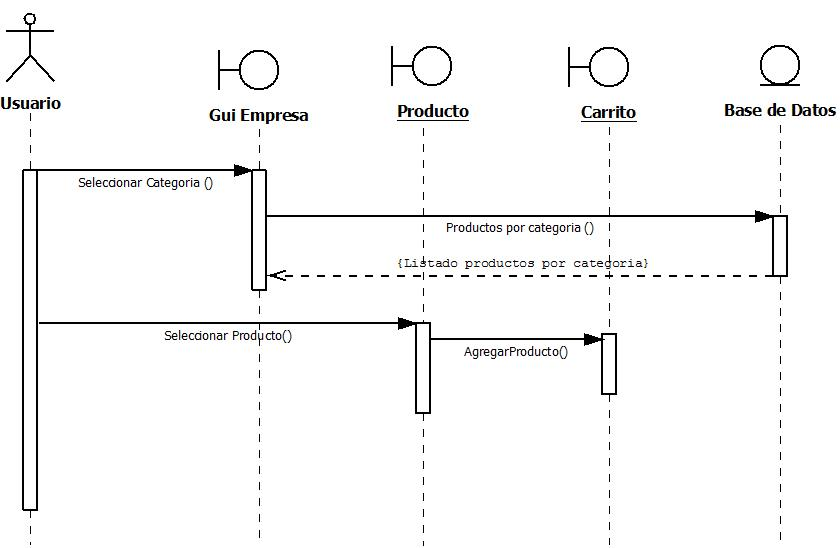 Usuario
Gui Empresa
Producto
Carrito
Base de Datos
Seleccionar Categoria ()
Productos por categoria ()
{Listado productos por categoria}
Seleccionar Producto()
AgregarProducto()